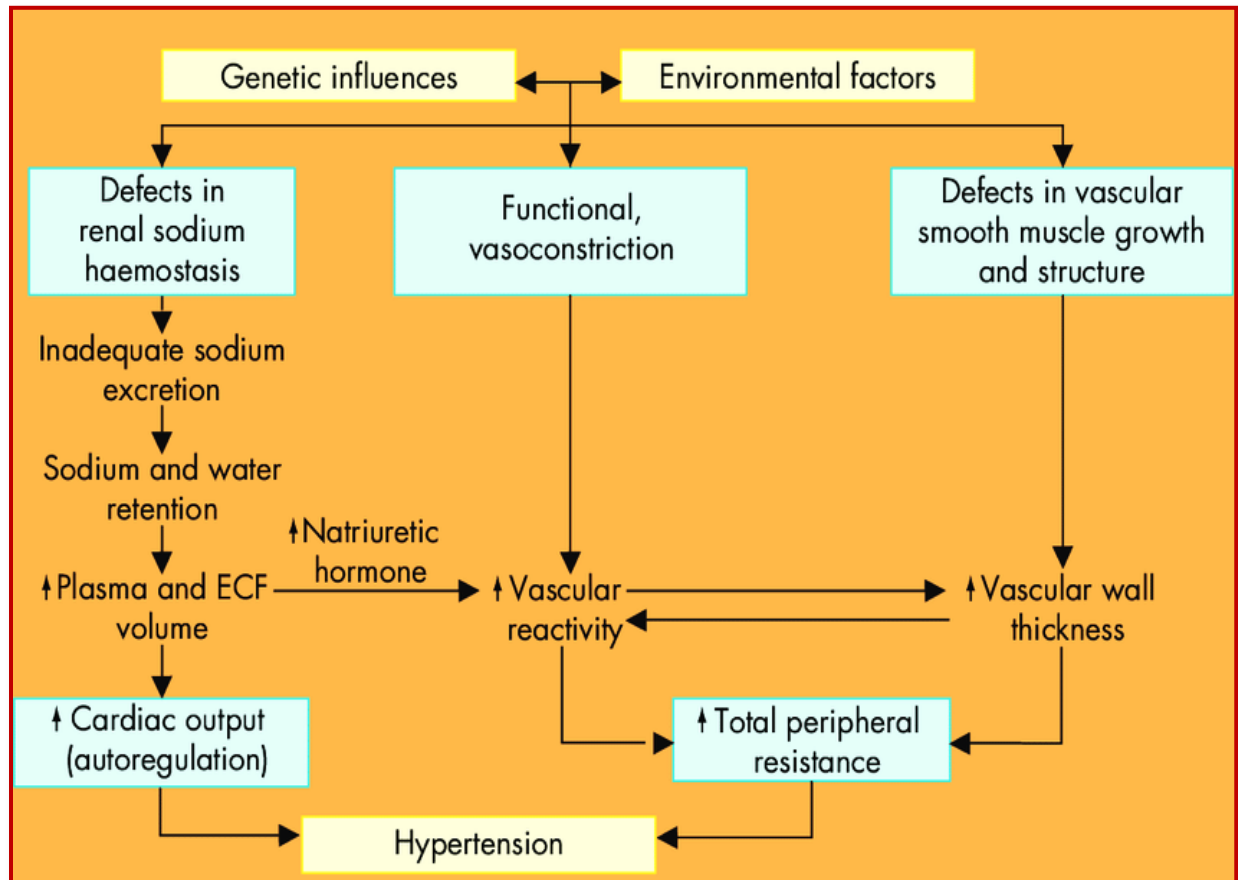 Genetic influences
Environmental factors
Defects in
renal sodium
haemostasis
Functional,
vasoconstriction
Defects in vascular
smooth muscle growth
and structure
Inadequate sodium
excretion
Sodium and water
retention
↑Natriuretic
hormone
↑Plasma and ECF
volume
↑Vascular
reactivity
↑Vascular wall
thickness
↑Cardiac output
(autoregulation)
↑Total peripheral
resistance
Hypertension